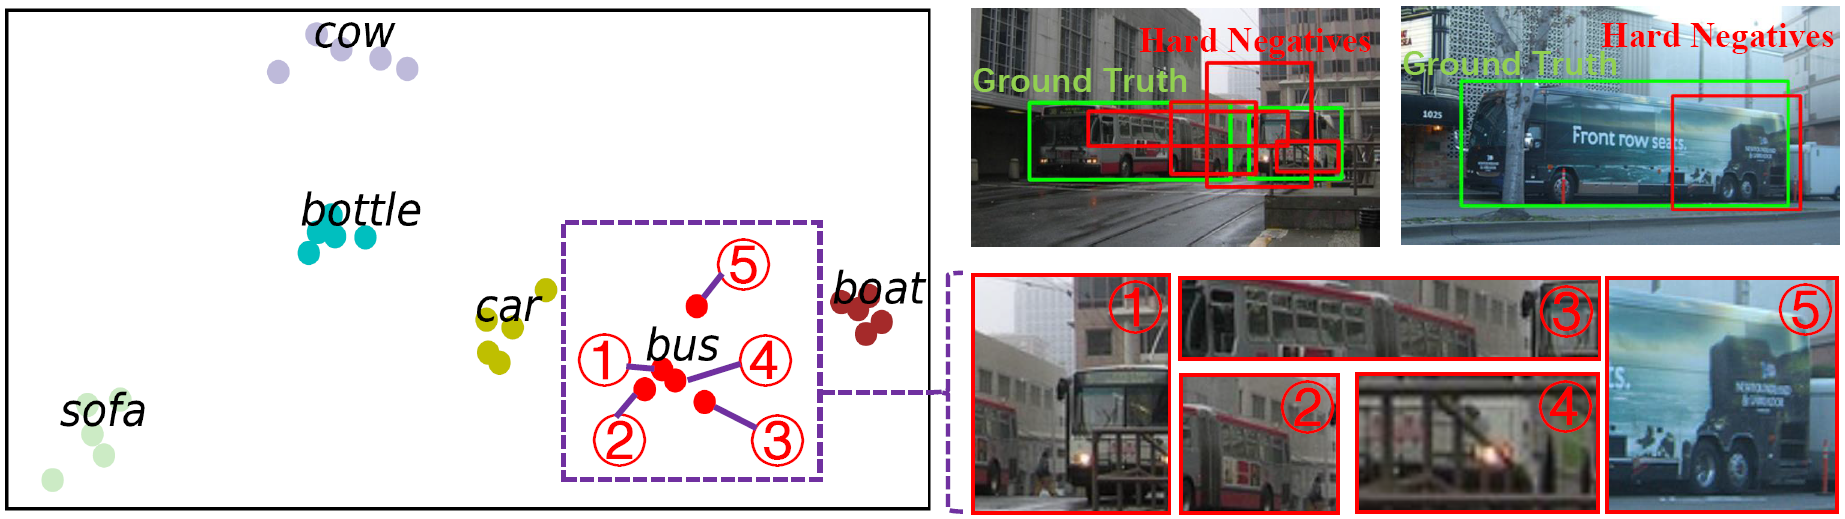 cow
bottle
car
bus
boat
sofa
⑤
①
④
②
③
Hard Negatives
Ground Truth
Hard Negatives
Ground Truth
1025
Front row seats.
①
③
⑤
②
④
ts.